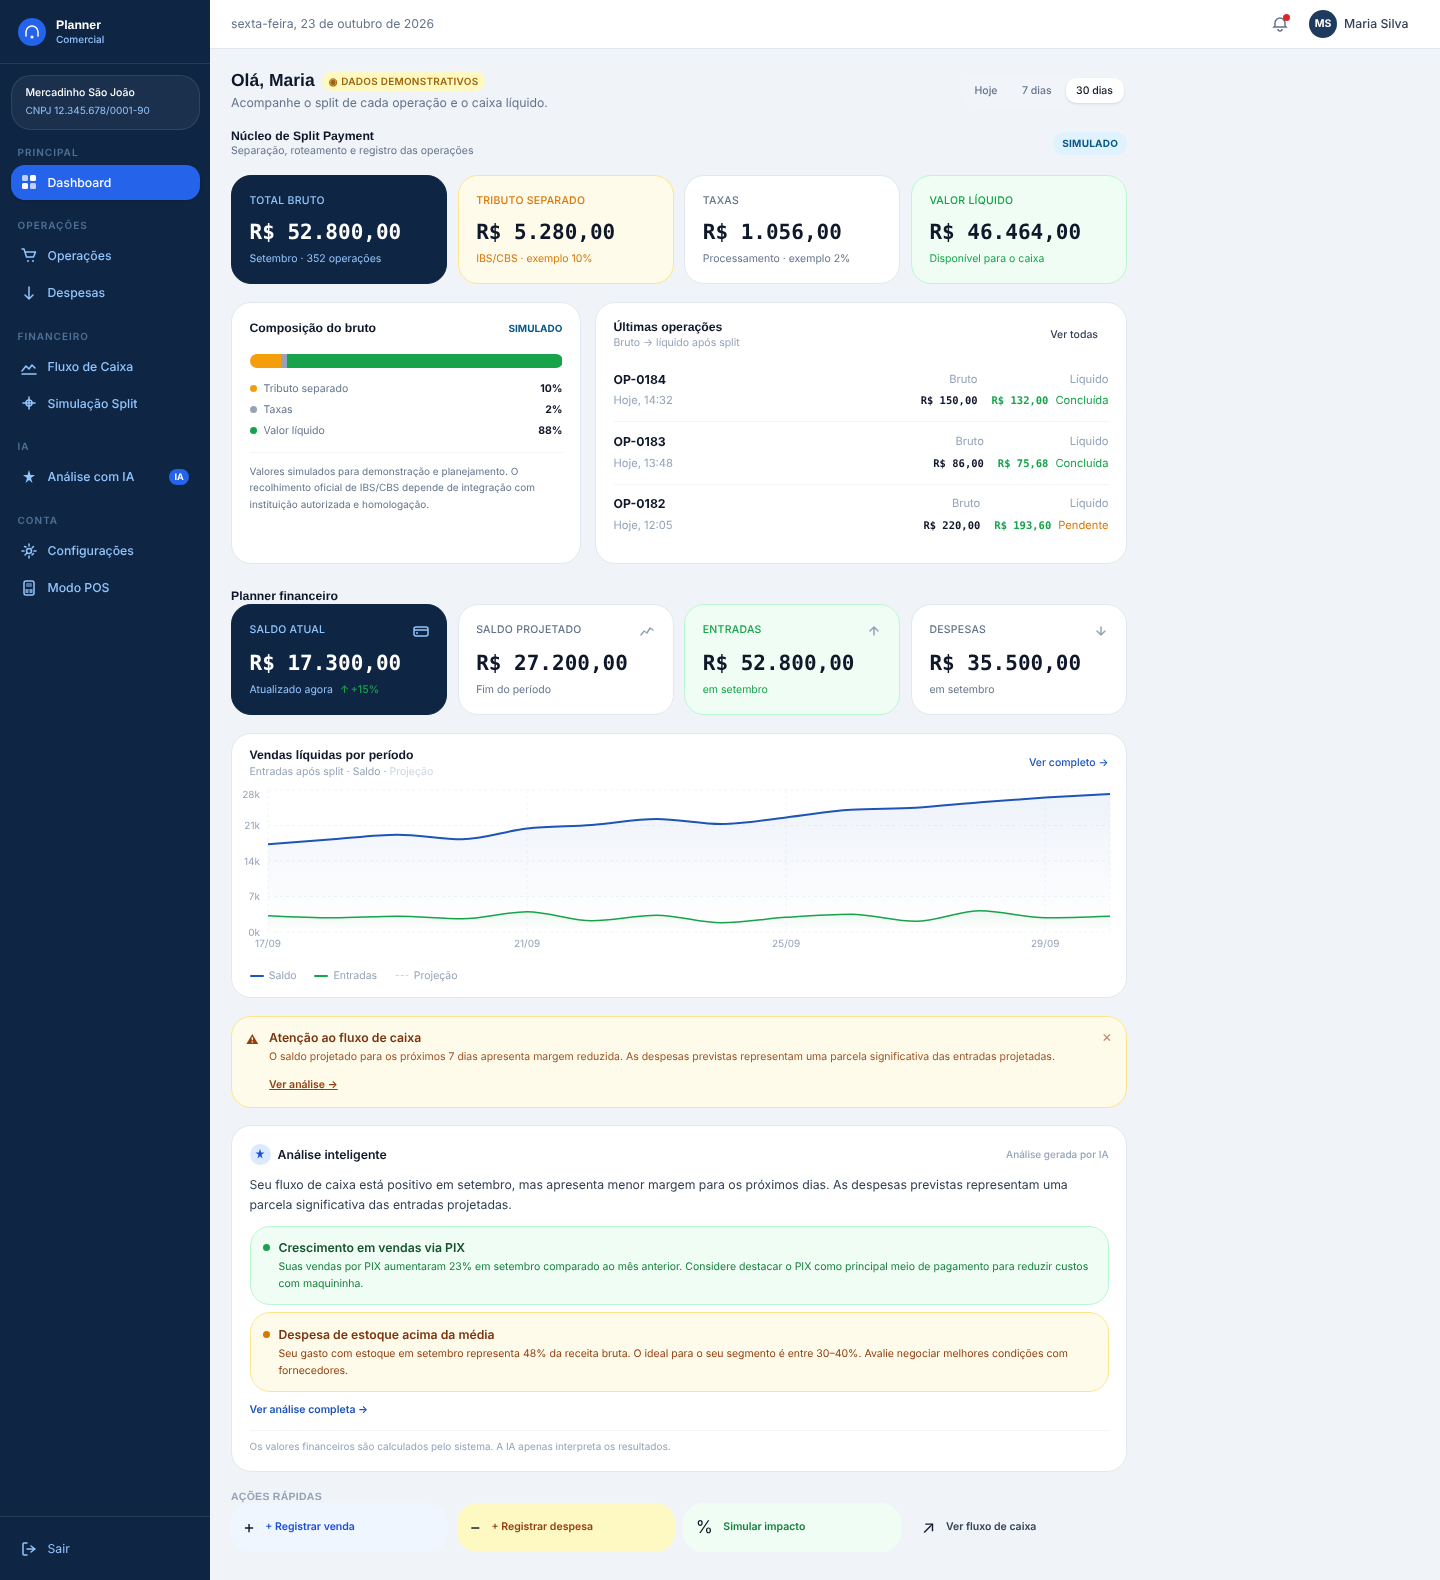 Planner
Comercial
Mercadinho São João
CNPJ 12.345.678/0001-90
PRINCIPAL
Dashboard
OPERAÇÕES
Operações
Despesas
FINANCEIRO
Fluxo de Caixa
Simulação Split
IA
Análise com IA IA
CONTA
Configurações
Modo POS
Sair
sexta-feira, 23 de outubro de 2026
MS Maria Silva
Olá, Maria DADOS DEMONSTRATIVOS
Acompanhe o split de cada operação e o caixa líquido.
Hoje 7 dias 30 dias
Núcleo de Split Payment
Separação, roteamento e registro das operações
SIMULADO
TOTAL BRUTO
R$ 52.800,00
Setembro · 352 operações
TRIBUTO SEPARADO
R$ 5.280,00
IBS/CBS · exemplo 10%
TAXAS
R$ 1.056,00
Processamento · exemplo 2%
VALOR LÍQUIDO
R$ 46.464,00
Disponível para o caixa
Composição do bruto SIMULADO
Tributo separado 10%
Taxas 2%
Valor líquido 88%
Valores simulados para demonstração e planejamento. O
recolhimento oficial de IBS/CBS depende de integração com
instituição autorizada e homologação.
Últimas operações
Bruto → líquido após split
Ver todas
OP-0184 Bruto Líquido
Hoje, 14:32 R$ 150,00 R$ 132,00 Concluída
OP-0183 Bruto Líquido
Hoje, 13:48 R$ 86,00 R$ 75,68 Concluída
OP-0182 Bruto Líquido
Hoje, 12:05 R$ 220,00 R$ 193,60 Pendente
Planner financeiro
SALDO ATUAL
R$ 17.300,00
Atualizado agora ↑ +15%
SALDO PROJETADO
R$ 27.200,00
Fim do período
ENTRADAS
R$ 52.800,00
em setembro
DESPESAS
R$ 35.500,00
em setembro
Vendas líquidas por período
Entradas após split · Saldo · Projeção
Ver completo →
28k
21k
14k
7k
0k
17/09 21/09 25/09 29/09
Saldo Entradas Projeção
Atenção ao fluxo de caixa
O saldo projetado para os próximos 7 dias apresenta margem reduzida. As despesas previstas representam uma parcela significativa das entradas projetadas.
Ver análise →
Análise inteligente
Análise gerada por IA
Seu fluxo de caixa está positivo em setembro, mas apresenta menor margem para os próximos dias. As despesas previstas representam uma
parcela significativa das entradas projetadas.
Crescimento em vendas via PIX
Suas vendas por PIX aumentaram 23% em setembro comparado ao mês anterior. Considere destacar o PIX como principal meio de pagamento para reduzir custos
com maquininha.
Despesa de estoque acima da média
Seu gasto com estoque em setembro representa 48% da receita bruta. O ideal para o seu segmento é entre 30–40%. Avalie negociar melhores condições com
fornecedores.
Ver análise completa →
Os valores financeiros são calculados pelo sistema. A IA apenas interpreta os resultados.
AÇÕES RÁPIDAS
+ + Registrar venda
− + Registrar despesa
% Simular impacto
Ver fluxo de caixa